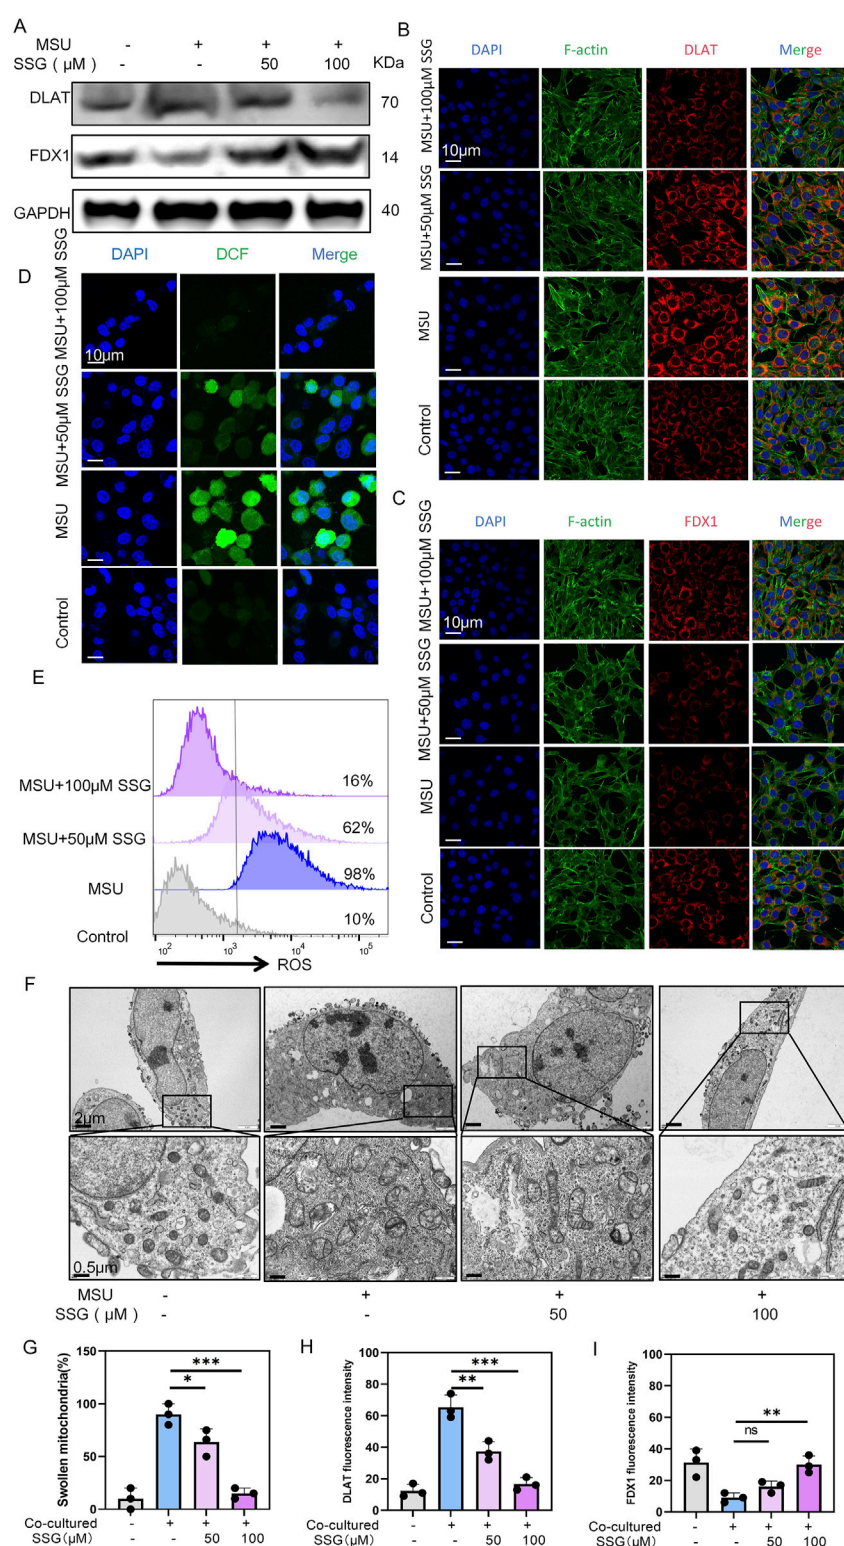 A
MSU - + + +
SSG ( μM ) - - 50 100 KDa
DLAT 70
FDX1 14
GAPDH 40
B
DAPI F-actin DLAT Merge
MSU+100μM SSG
10μm
MSU+50μM SSG
MSU
Control
C
DAPI F-actin FDX1 Merge
MSU+100μM SSG
10μm
MSU+50μM SSG
MSU
Control
D
DAPI DCF Merge
MSU+100μM SSG
10μm
MSU+50μM SSG
MSU
Control
E
MSU+100μM SSG 16%
MSU+50μM SSG 62%
MSU 98%
Control 10%
10² 10³ 10⁴ 10⁵
ROS
F
2μm
0.5μm
MSU - + + +
SSG ( μM ) - - 50 100
G
Swollen mitochondria(%)
150
100
50
0
***
*
Co-cultured - + + +
SSG(μM) - - 50 100
H
DLAT fluorescence intensity
100
80
60
40
20
0
***
**
Co-cultured - + + +
SSG(μM) - - 50 100
I
FDX1 fluorescence intensity
100
80
60
40
20
0
**
ns
Co-cultured - + + +
SSG(μM) - - 50 100